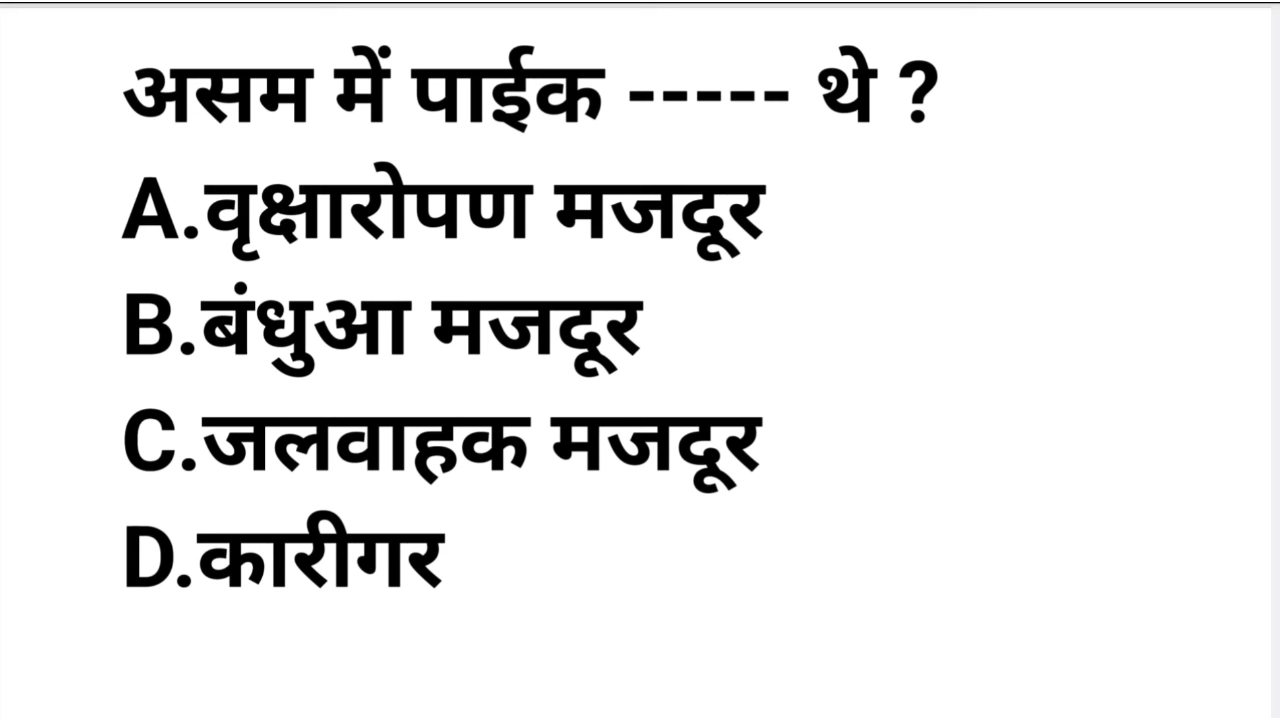 असम में पाईक ----- थे ?
A.वृक्षारोपण मजदूर
B.बंधुआ मजदूर
C.जलवाहक मजदूर
D.कारीगर